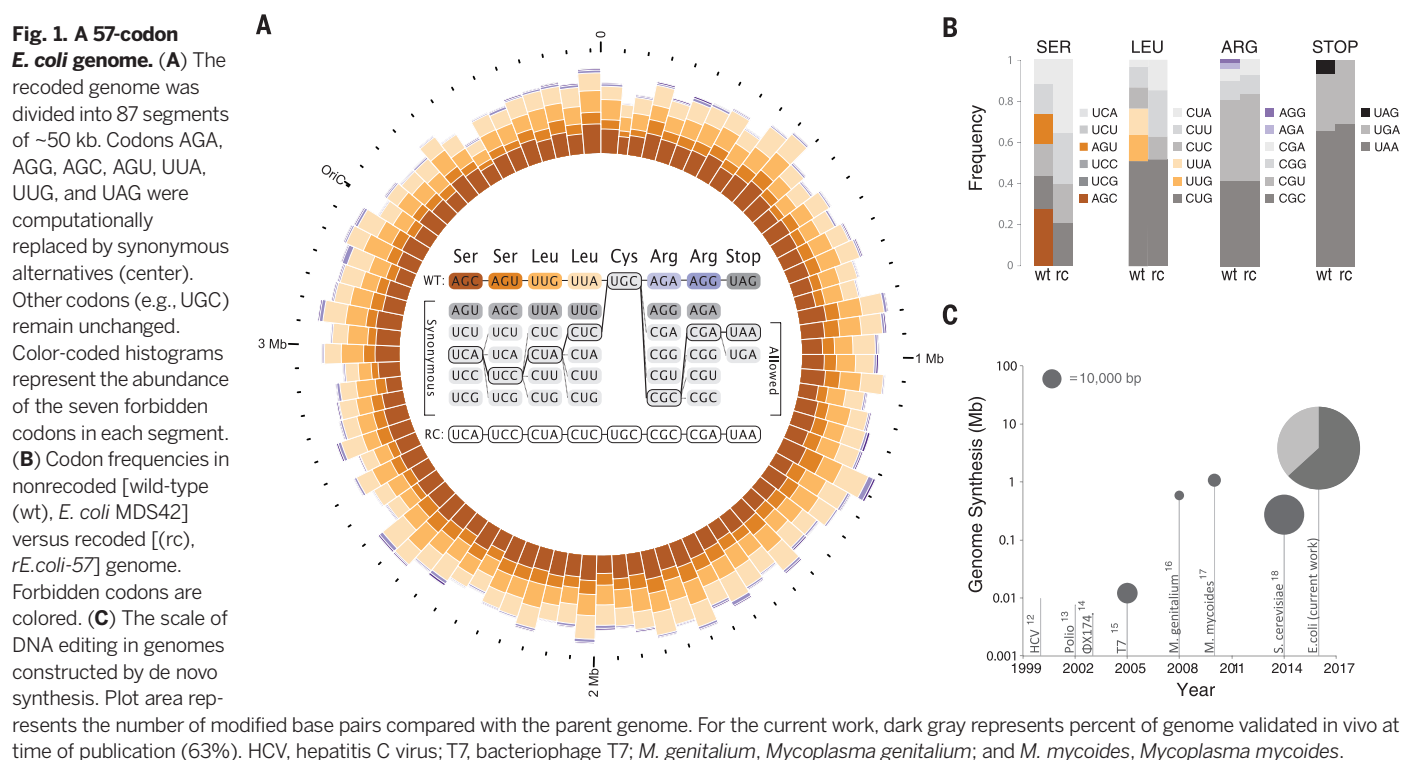 Fig. 1. A 57-codon
E. coli genome. (A) The
recoded genome was
divided into 87 segments
of ~50 kb. Codons AGA,
AGG, AGC, AGU, UUA,
UUG, and UAG were
computationally
replaced by synonymous
alternatives (center).
Other codons (e.g., UGC)
remain unchanged.
Color-coded histograms
represent the abundance
of the seven forbidden
codons in each segment.
(B) Codon frequencies in
nonrecoded [wild-type
(wt), E. coli MDS42]
versus recoded [(rc),
rE.coli-57] genome.
Forbidden codons are
colored. (C) The scale of
DNA editing in genomes
constructed by de novo
synthesis. Plot area rep-
resents the number of modified base pairs compared with the parent genome. For the current work, dark gray represents percent of genome validated in vivo at
time of publication (63%). HCV, hepatitis C virus; T7, bacteriophage T7; M. genitalium, Mycoplasma genitalium; and M. mycoides, Mycoplasma mycoides.
A
0
OriC
3 Mb
1 Mb
2 Mb
Ser Ser Leu Leu Cys Arg Arg Stop
WT: AGC AGU UUG UUA UGC AGA AGG UAG
Synonymous
AGU AGC UUA UUG AGG AGA
UCU UCU CUC CUC CGA CGA UAA
UCA UCA CUA CUA CGG CGG UGA
UCC UCC CUU CUU CGU CGU
UCG UCG CUG CUG CGC CGC
Allowed
RC: UCA UCC CUA CUC UGC CGC CGA UAA
B
SER LEU ARG STOP
Frequency
1
0.8
0.6
0.4
0.2
0
wt rc wt rc wt rc wt rc
UCA
UCU
AGU
UCC
UCG
AGC
CUA
CUU
CUC
UUA
UUG
CUG
AGG
AGA
CGA
CGG
CGU
CGC
UAG
UGA
UAA
C
Genome Synthesis (Mb)
100
10
1
0.1
0.01
0.001
=10,000 bp
HCV 12
Polio 13
ΦX174 14
T7 15
M. genitalium 16
M. mycoides 17
S. cerevisiae 18
E.coli (current work)
1999 2002 2005 2008 2011 2014 2017
Year